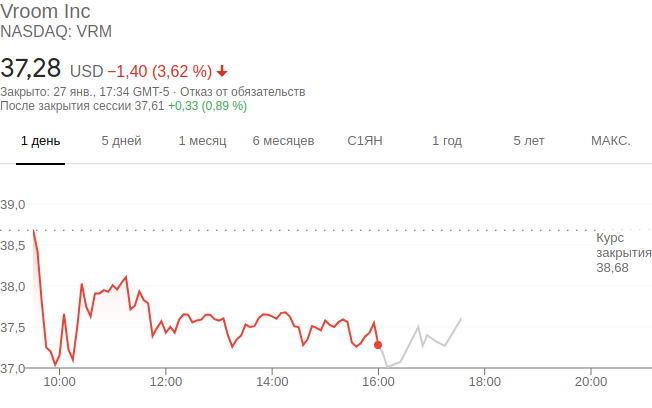 Vroom Inc
NASDAQ: VRM
37,28 USD −1,40 (3,62 %)
Закрыто: 27 янв., 17:34 GMT-5 · Отказ от обязательств
После закрытия сессии 37,61 +0,33 (0,89 %)
1 день 5 дней 1 месяц 6 месяцев С1ЯН 1 год 5 лет МАКС.
39,0
38,5
38,0
37,5
37,0
Курс
закрытия
38,68
10:00 12:00 14:00 16:00 18:00 20:00